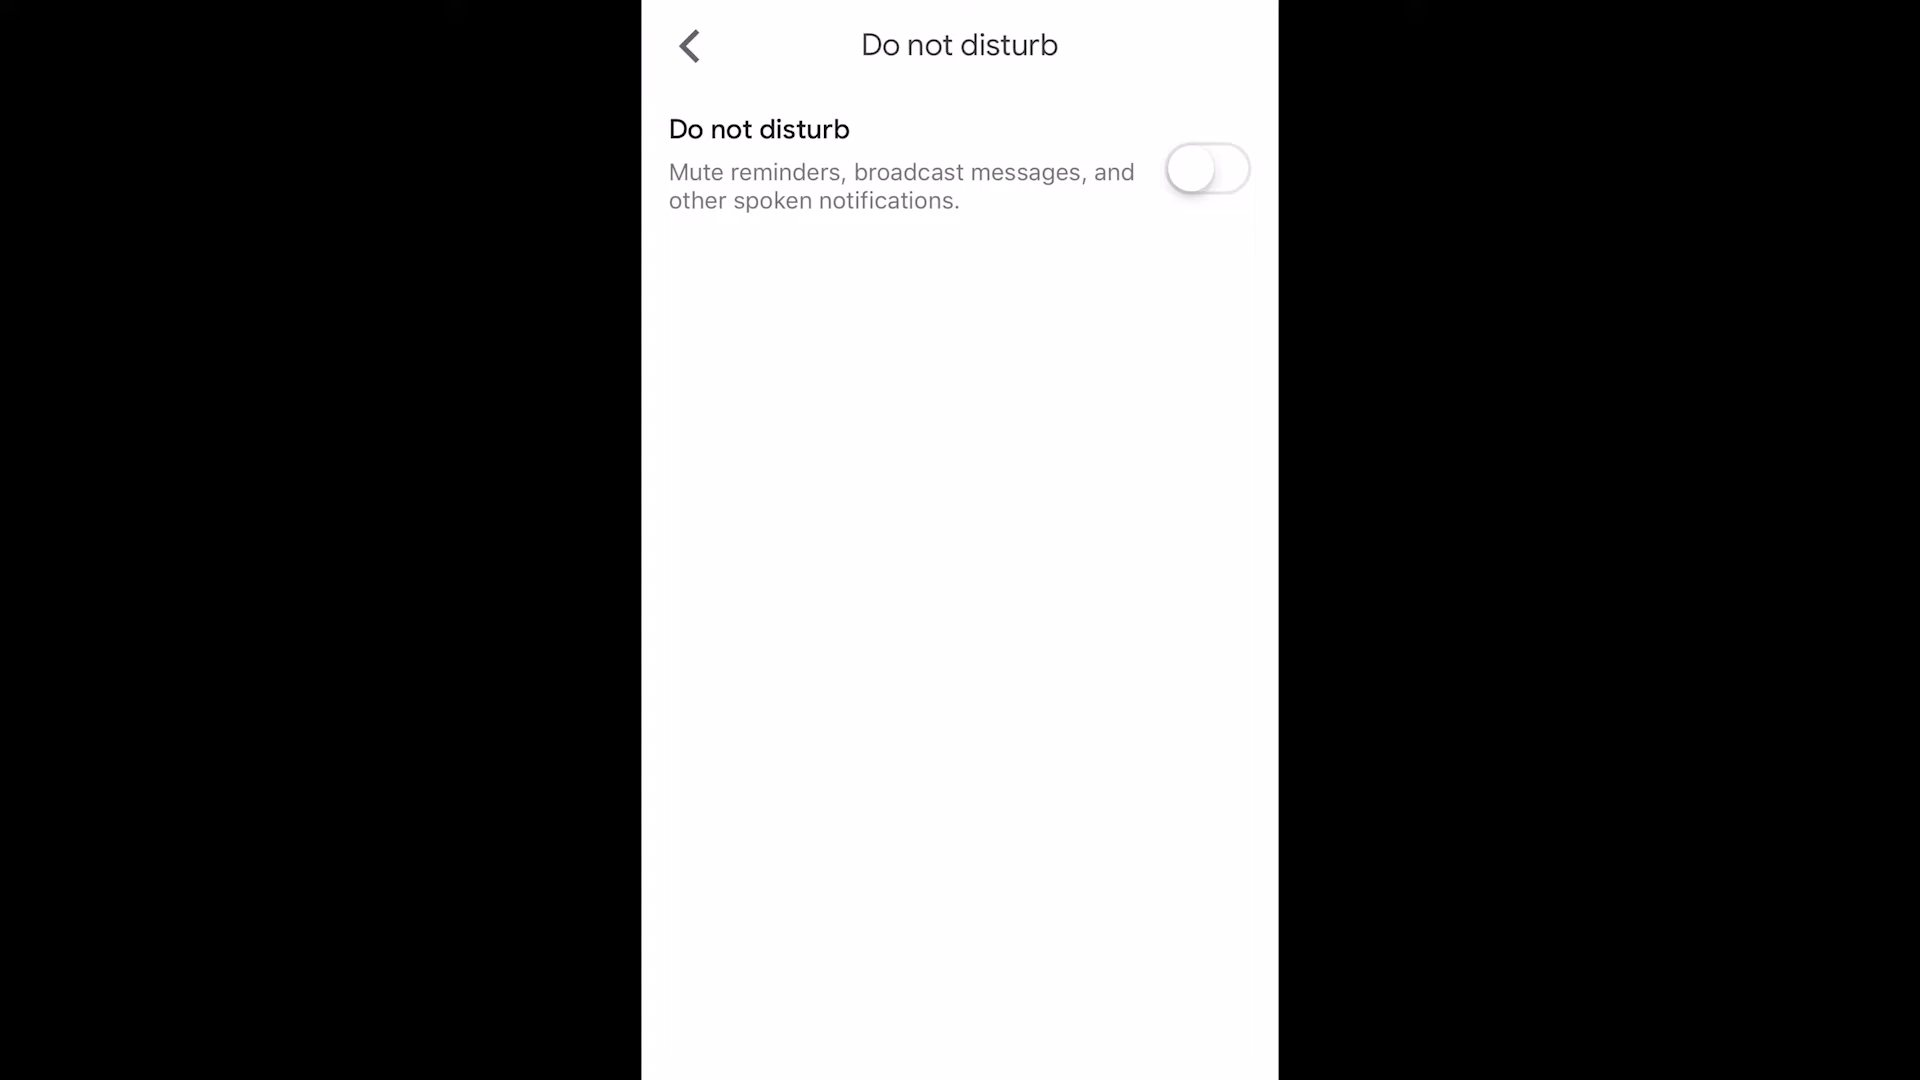 Do not disturb
Do not disturb
Mute reminders, broadcast messages, and
other spoken notifications.